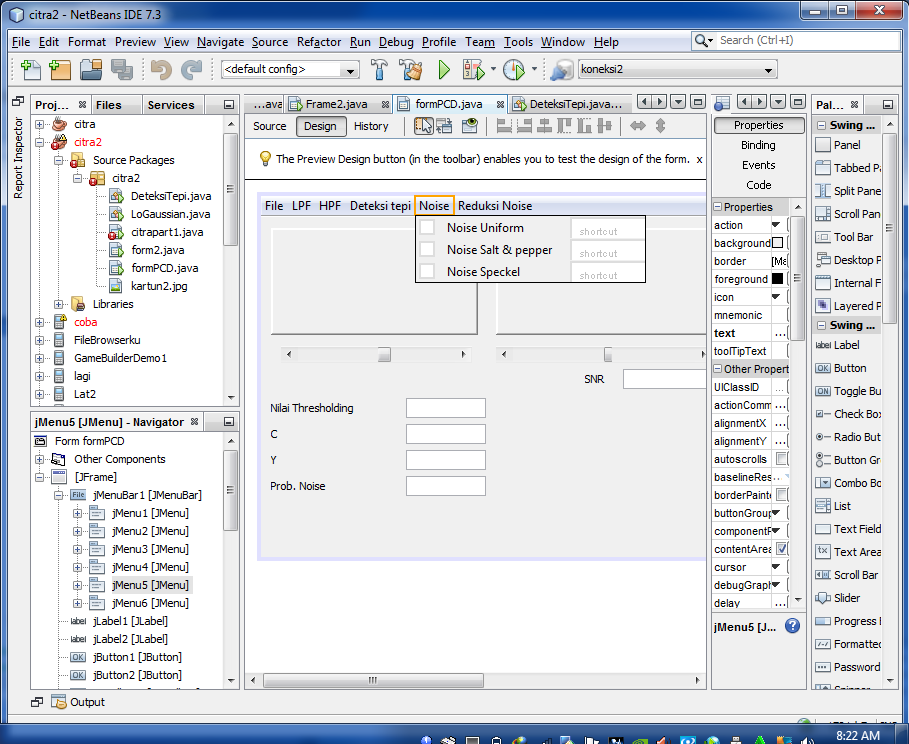 citra2 - NetBeans IDE 7.3
File Edit Format Preview View Navigate Source Refactor Run Debug Profile Team Tools Window Help
Search (Ctrl+I)
<default config>
koneksi2
Report Inspector
Proj... Files Services
citra
citra2
Source Packages
citra2
DeteksiTepi.java
LoGaussian.java
citrapart1.java
form2.java
formPCD.java
kartun2.jpg
Libraries
coba
FileBrowserku
GameBuilderDemo1
lagi
Lat2
jMenu5 [JMenu] - Navigator
Form formPCD
Other Components
[JFrame]
File jMenuBar1 [JMenuBar]
jMenu1 [JMenu]
jMenu2 [JMenu]
jMenu3 [JMenu]
jMenu4 [JMenu]
jMenu5 [JMenu]
jMenu6 [JMenu]
label jLabel1 [JLabel]
label jLabel2 [JLabel]
OK jButton1 [JButton]
OK jButton2 [JButton]
Output
...ava Frame2.java formPCD.java DeteksiTepi.java...
Source Design History
The Preview Design button (in the toolbar) enables you to test the design of the form. x
File LPF HPF Deteksi tepi Noise Reduksi Noise
Noise Uniform shortcut
Noise Salt & pepper shortcut
Noise Speckel shortcut
SNR
Nilai Thresholding
C
Y
Prob. Noise
Properties
Binding
Events
Code
Properties
action
background
border [Ma
foreground
icon
mnemonic
text ...
toolTipText
Other Propert
UIClassID ...
actionComm ...
alignmentX ...
alignmentY ...
autoscrolls
baselineRes ...
borderPainte
buttonGroup
componentP
contentArea
cursor
debugGraph
delay ...
jMenu5 [J...
Pal...
Swing ...
Panel
Tabbed Pa
Split Pane
Scroll Pan
Tool Bar
Desktop P
Internal F
Layered P
Swing ...
label Label
OK Button
ON Toggle Bu
Check Box
Radio But
Button Gr
Combo Bo
List
Text Field
Text Area
Scroll Bar
Slider
Progress B
Formatted
Password
8:22 AM